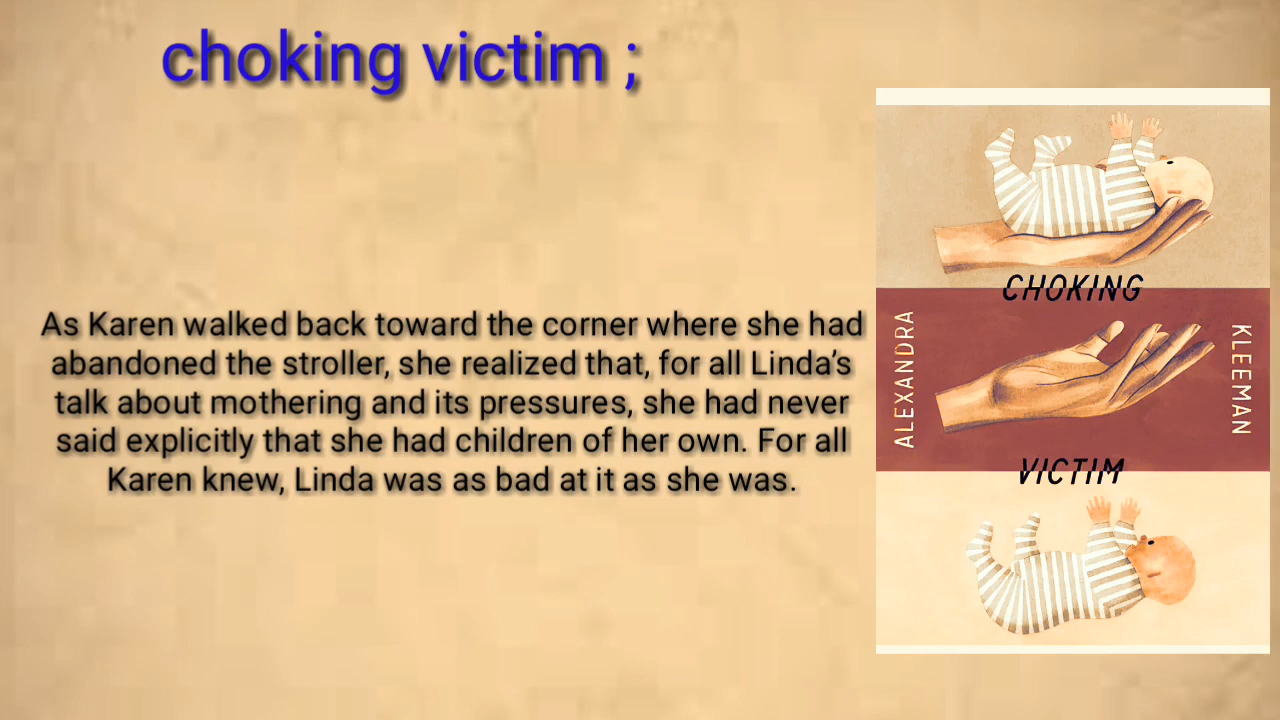 choking victim ;
As Karen walked back toward the corner where she had
abandoned the stroller, she realized that, for all Linda’s
talk about mothering and its pressures, she had never
said explicitly that she had children of her own. For all
Karen knew, Linda was as bad at it as she was.
CHOKING
ALEXANDRA
KLEEMAN
VICTIM